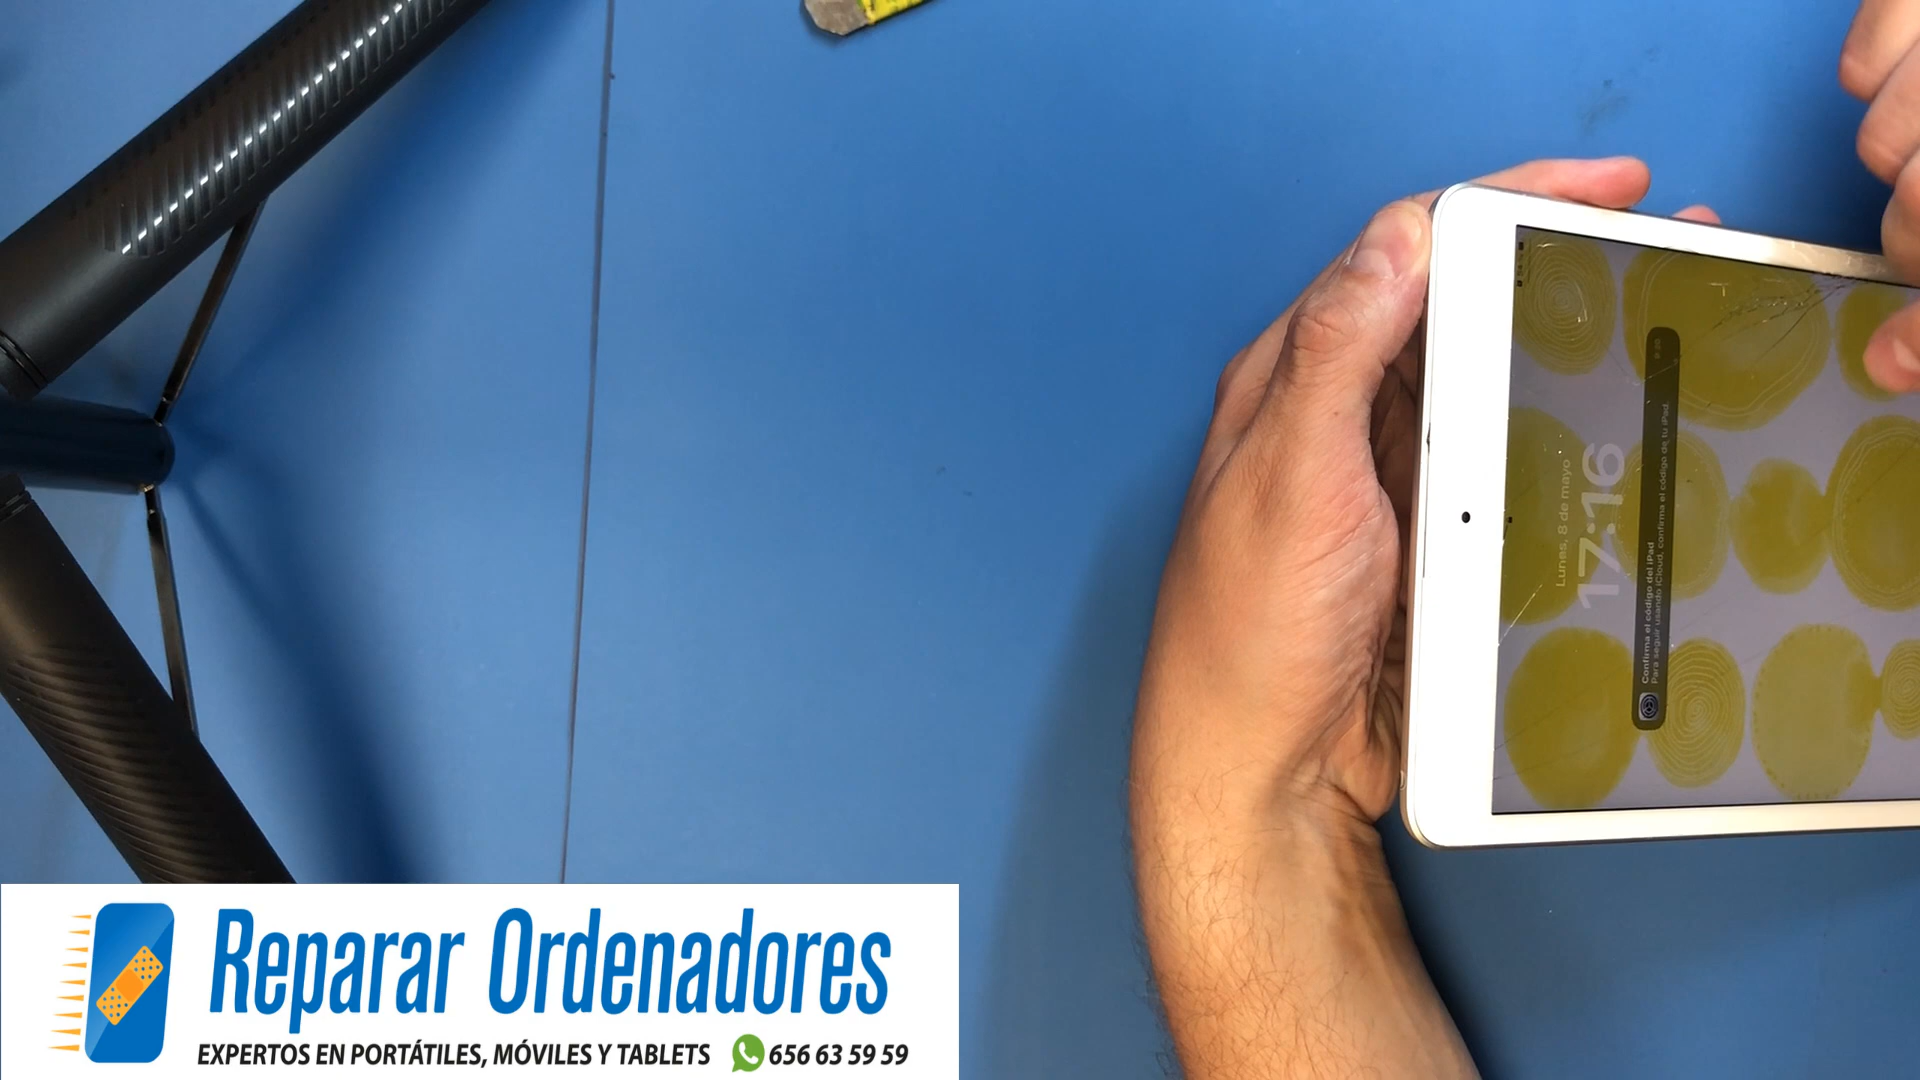 Lunes, 8 de mayo
17:16
Confirma el código del iPad
Para seguir usando iCloud, confirma el código de tu iPad.
Reparar Ordenadores
EXPERTOS EN PORTÁTILES, MÓVILES Y TABLETS 656 63 59 59